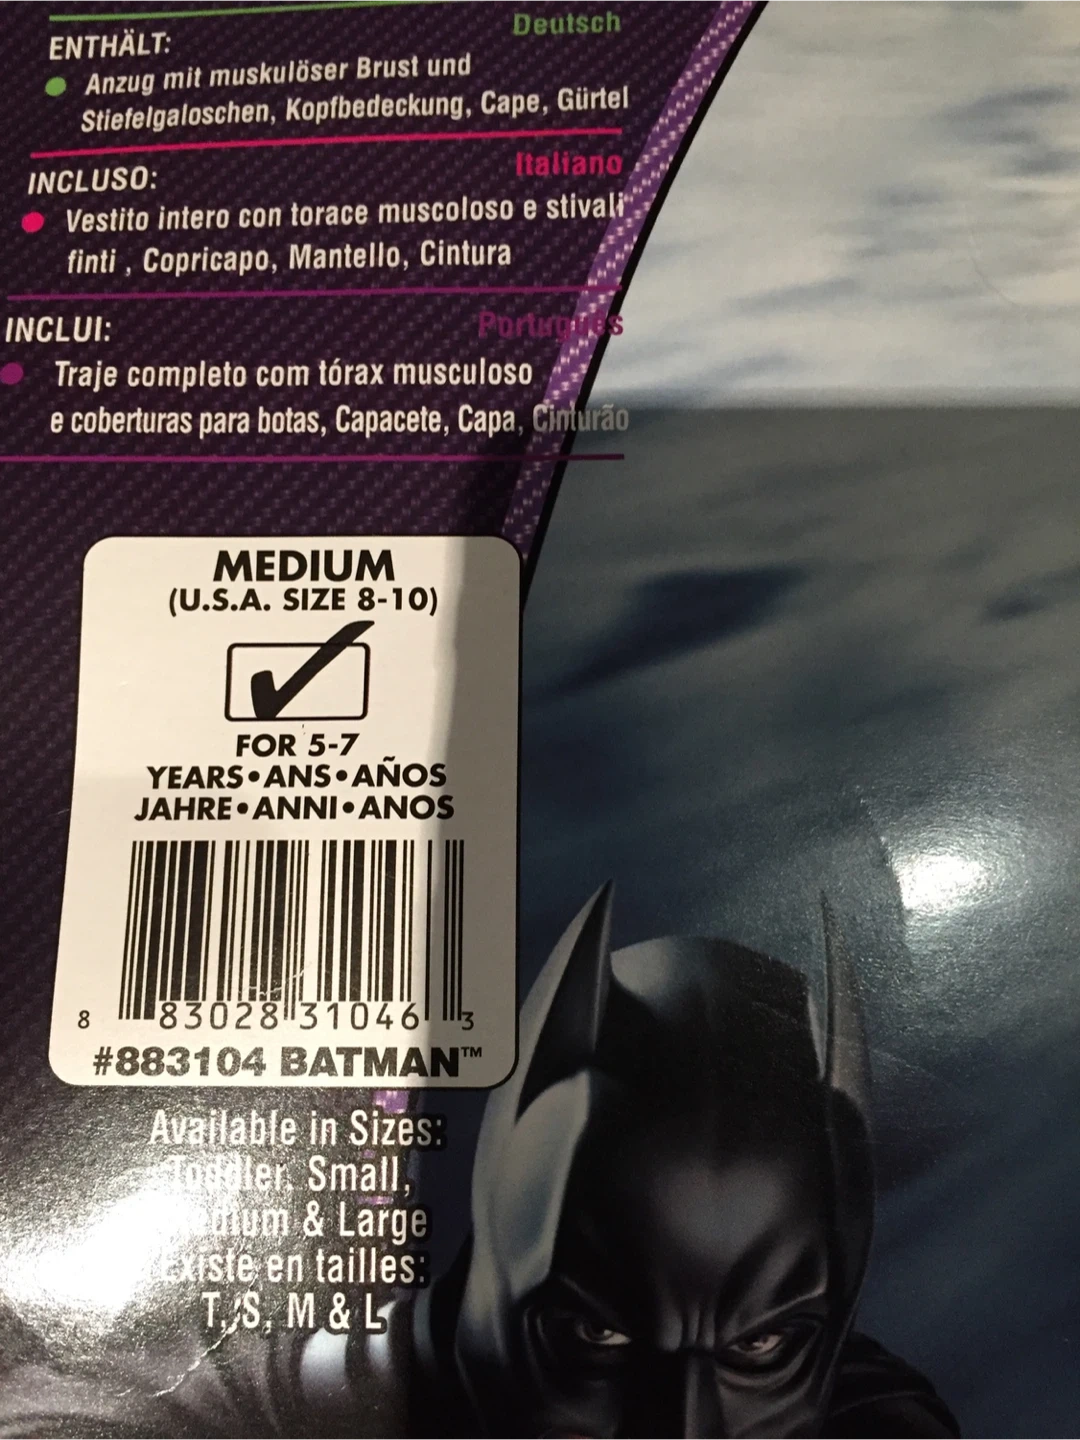 Deutsch
ENTHÄLT:
Anzug mit muskulöser Brust und
Stiefelgaloschen, Kopfbedeckung, Cape, Gürtel
Italiano
INCLUSO:
Vestito intero con torace muscoloso e stivali
finti , Copricapo, Mantello, Cintura
Português
INCLUI:
Traje completo com tórax musculoso
e coberturas para botas, Capacete, Capa, Cinturão
MEDIUM
(U.S.A. SIZE 8-10)
FOR 5-7
YEARS•ANS•AÑOS
JAHRE•ANNI•ANOS
8 83028 31046 3
#883104 BATMAN™
Available in Sizes:
Toddler, Small,
Medium & Large
Existe en tailles:
T, S, M & L